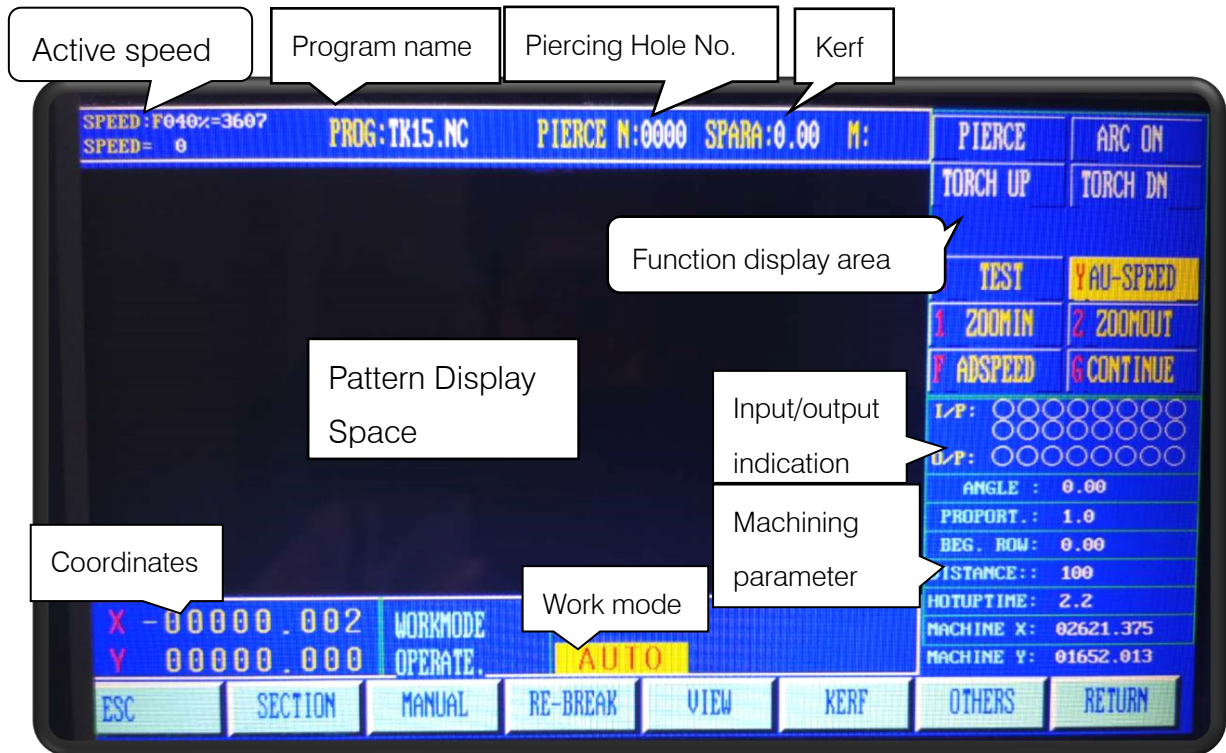 Active speed
Program name
Piercing Hole No.
Kerf
SPEED:F040%=3607
SPEED= 0
PROG:TK15.NC
PIERCE N:0000
SPARA:0.00
M:
PIERCE
ARC ON
TORCH UP
TORCH DN
Function display area
TEST
Y AU-SPEED
1 ZOOMIN
2 ZOOMOUT
F ADSPEED
G CONTINUE
Pattern Display
Space
Input/output
indication
I/P:
O/P:
Machining
parameter
ANGLE : 0.00
PROPORT.: 1.0
BEG. ROW: 0.00
ISTANCE:: 100
HOTUPTIME: 2.2
MACHINE X: 02621.375
MACHINE Y: 01652.013
Coordinates
X -00000.002
Y 00000.000
Work mode
WORKMODE
OPERATE.
AUTO
ESC
SECTION
MANUAL
RE-BREAK
VIEW
KERF
OTHERS
RETURN